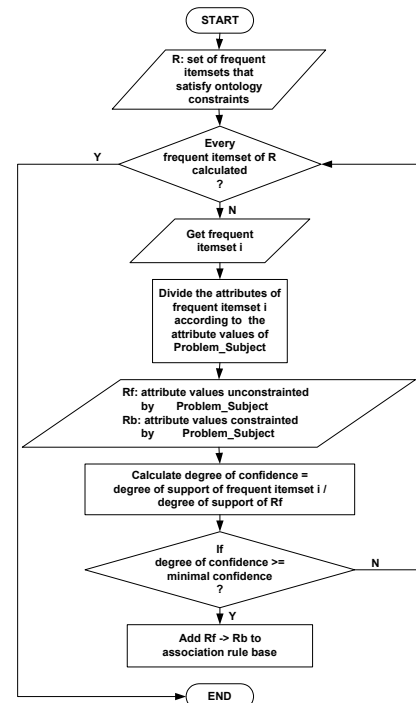 START
R: set of frequent
itemsets that
satisfy ontology
constraints
Every
frequent itemset of R
calculated
?
Y
N
Get frequent
itemset i
Divide the attributes of
frequent itemset i
according to the
attribute values of
Problem_Subject
Rf: attribute values unconstrainted
by Problem_Subject
Rb: attribute values constrainted
by Problem_Subject
Calculate degree of confidence =
degree of support of frequent itemset i /
degree of support of Rf
If
degree of confidence >=
minimal confidence
?
N
Y
Add Rf -> Rb to
association rule base
END